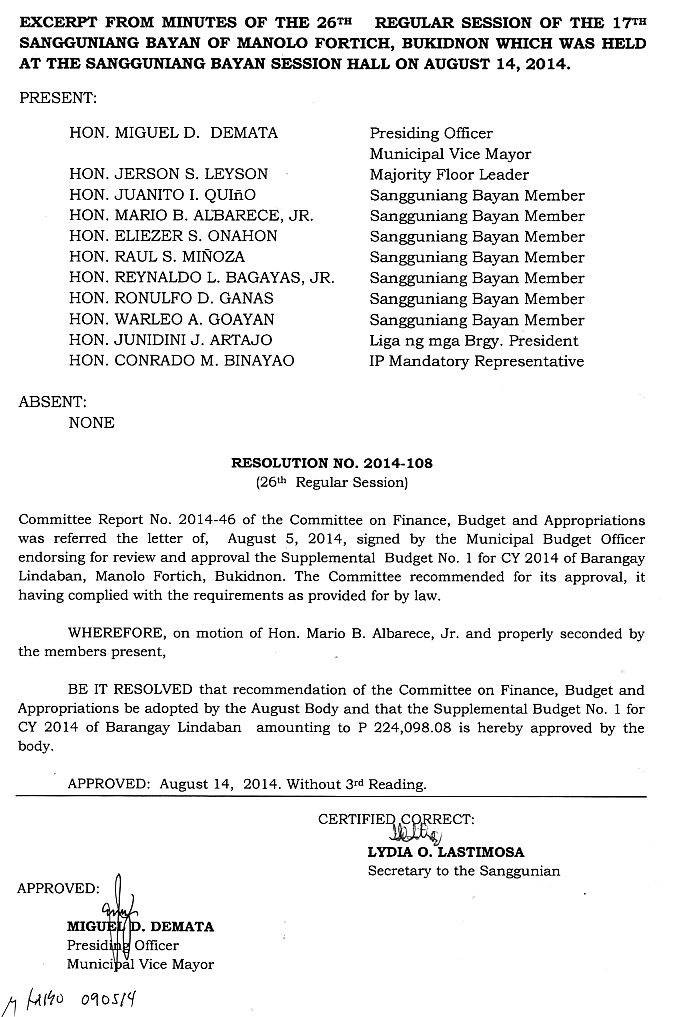 EXCERPT FROM MINUTES OF THE 26TH REGULAR SESSION OF THE 17TH
SANGGUNIANG BAYAN OF MANOLO FORTICH, BUKIDNON WHICH WAS HELD
AT THE SANGGUNIANG BAYAN SESSION HALL ON AUGUST 14, 2014.
PRESENT:
HON. MIGUEL D. DEMATA Presiding Officer
Municipal Vice Mayor
HON. JERSON S. LEYSON Majority Floor Leader
HON. JUANITO I. QUIñO Sangguniang Bayan Member
HON. MARIO B. ALBARECE, JR. Sangguniang Bayan Member
HON. ELIEZER S. ONAHON Sangguniang Bayan Member
HON. RAUL S. MIÑOZA Sangguniang Bayan Member
HON. REYNALDO L. BAGAYAS, JR. Sangguniang Bayan Member
HON. RONULFO D. GANAS Sangguniang Bayan Member
HON. WARLEO A. GOAYAN Sangguniang Bayan Member
HON. JUNIDINI J. ARTAJO Liga ng mga Brgy. President
HON. CONRADO M. BINAYAO IP Mandatory Representative
ABSENT:
NONE
RESOLUTION NO. 2014-108
(26th Regular Session)
Committee Report No. 2014-46 of the Committee on Finance, Budget and Appropriations
was referred the letter of, August 5, 2014, signed by the Municipal Budget Officer
endorsing for review and approval the Supplemental Budget No. 1 for CY 2014 of Barangay
Lindaban, Manolo Fortich, Bukidnon. The Committee recommended for its approval, it
having complied with the requirements as provided for by law.
WHEREFORE, on motion of Hon. Mario B. Albarece, Jr. and properly seconded by
the members present,
BE IT RESOLVED that recommendation of the Committee on Finance, Budget and
Appropriations be adopted by the August Body and that the Supplemental Budget No. 1 for
CY 2014 of Barangay Lindaban amounting to P 224,098.08 is hereby approved by the
body.
APPROVED: August 14, 2014. Without 3rd Reading.
CERTIFIED CORRECT:
LYDIA O. LASTIMOSA
Secretary to the Sanggunian
APPROVED:
MIGUEL D. DEMATA
Presiding Officer
Municipal Vice Mayor
090514